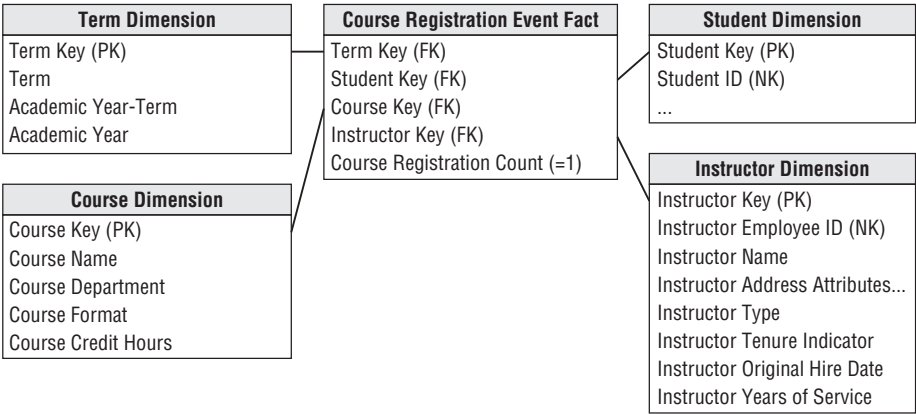 Term Dimension
Term Key (PK)
Term
Academic Year-Term
Academic Year
Course Registration Event Fact
Term Key (FK)
Student Key (FK)
Course Key (FK)
Instructor Key (FK)
Course Registration Count (=1)
Student Dimension
Student Key (PK)
Student ID (NK)
...
Course Dimension
Course Key (PK)
Course Name
Course Department
Course Format
Course Credit Hours
Instructor Dimension
Instructor Key (PK)
Instructor Employee ID (NK)
Instructor Name
Instructor Address Attributes...
Instructor Type
Instructor Tenure Indicator
Instructor Original Hire Date
Instructor Years of Service